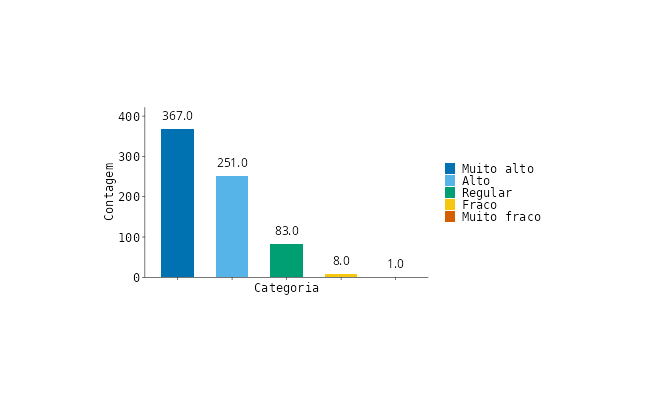 367.0
251.0
83.0
8.0
1.0
400
300
200
100
0
Contagem
Categoria
Muito alto
Alto
Regular
Fraco
Muito fraco